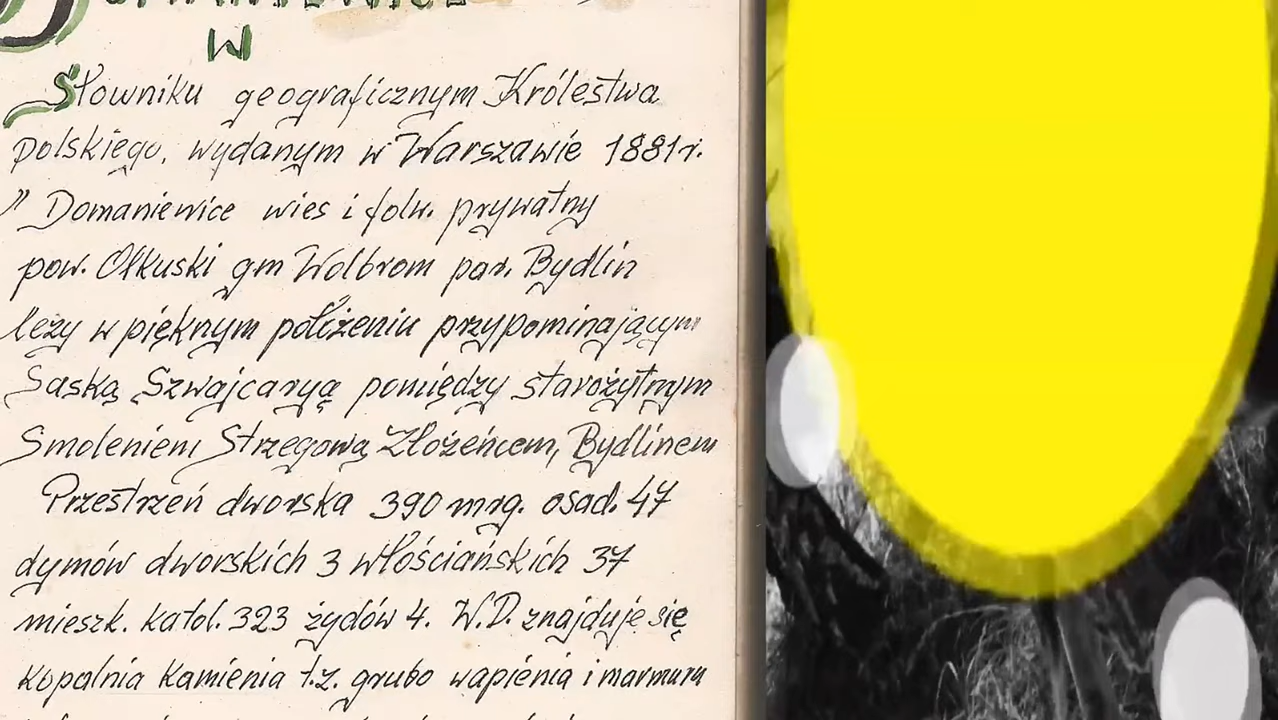 w
Słowniku geograficznym Królestwa
polskiego, wydanym w Warszawie 1881 r.
" Domaniewice wies i folw. prywatny
pow. Olkuski gm Wolbrom par. Bydlin
leży w pięknym położeniu przypominającym
Saską Szwajcaryą pomiędzy starożytnym
Smoleniem Strzegową Złożeńcem, Bydlinem
Przestrzeń dworska 390 mrg. osad. 47
dymów dworskich 3 włościańskich 37
mieszk. katol. 323 żydów 4. W.D. znajduje się
kopalnia kamienia t.z. grubo wapienia i marmuru